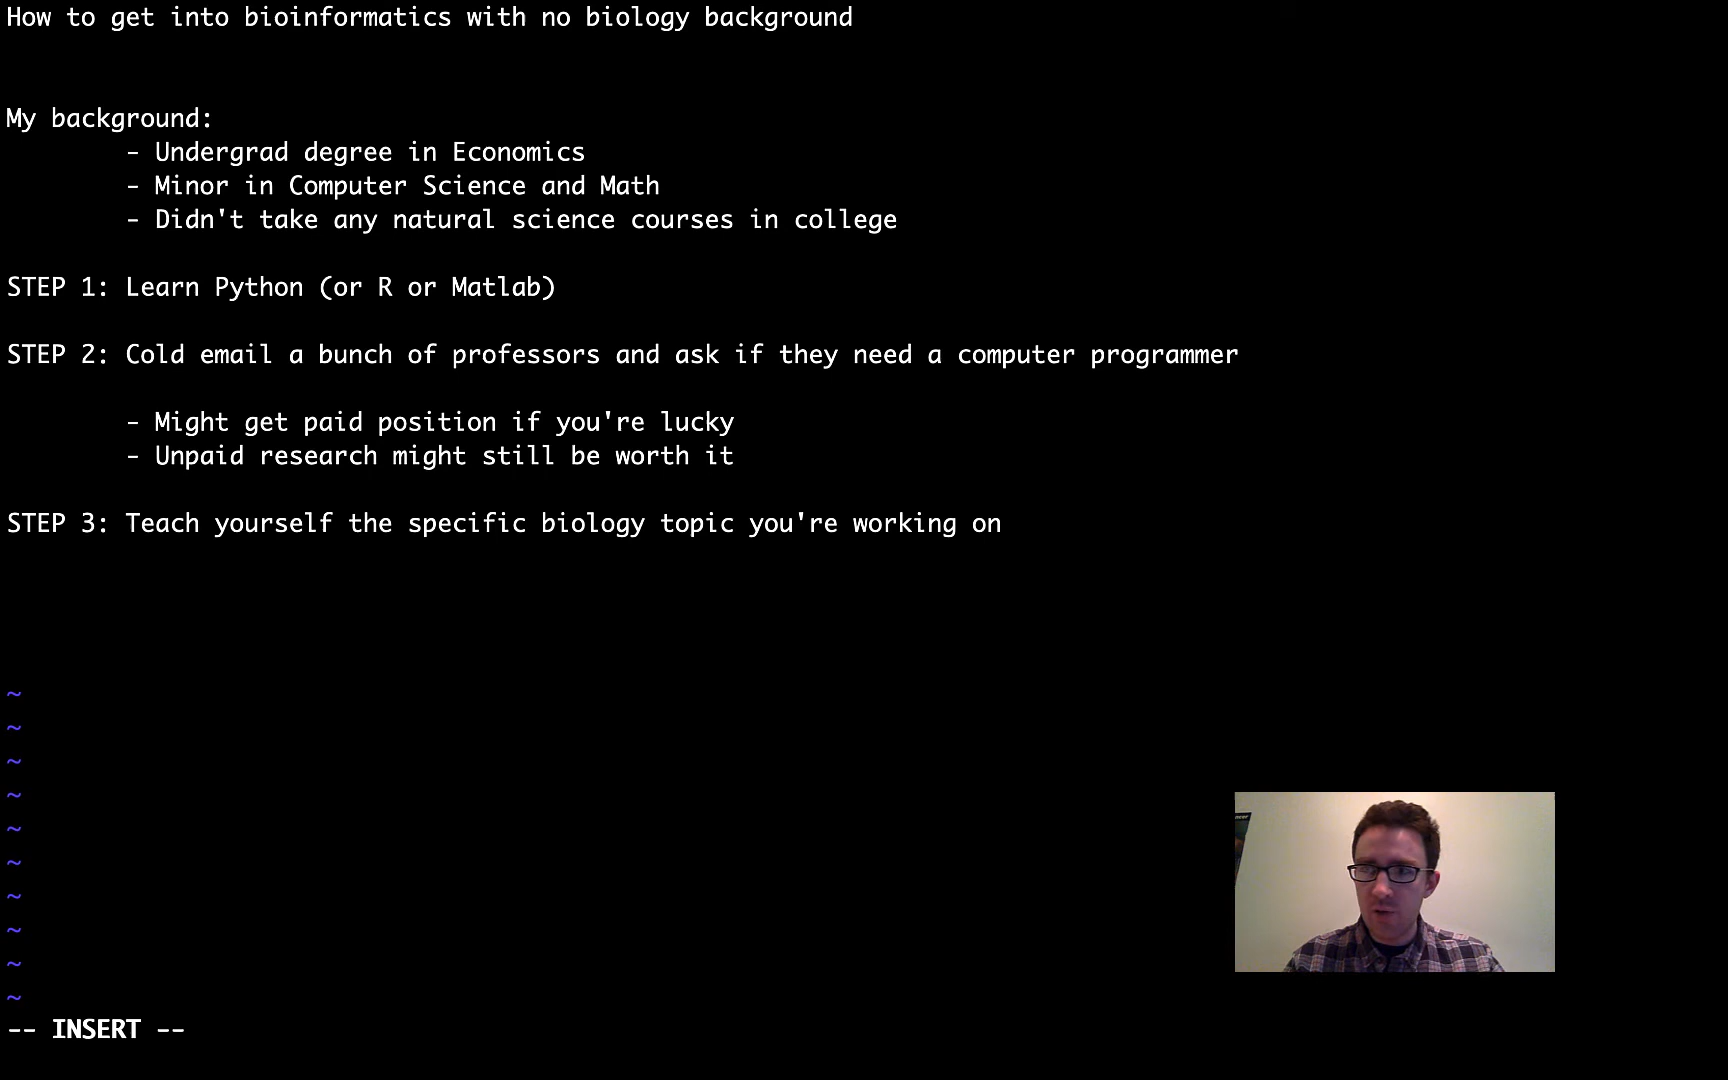 How to get into bioinformatics with no biology background
My background:
- Undergrad degree in Economics
- Minor in Computer Science and Math
- Didn't take any natural science courses in college
STEP 1: Learn Python (or R or Matlab)
STEP 2: Cold email a bunch of professors and ask if they need a computer programmer
- Might get paid position if you're lucky
- Unpaid research might still be worth it
STEP 3: Teach yourself the specific biology topic you're working on
~
~
~
~
~
~
~
~
~
~
-- INSERT --